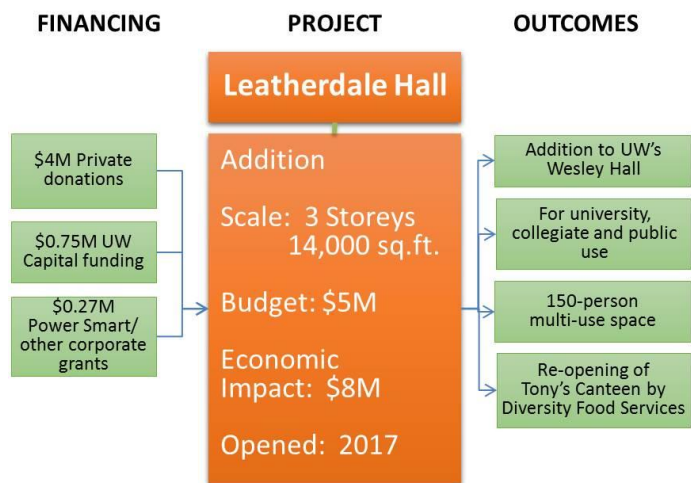 FINANCING
PROJECT
OUTCOMES
Leatherdale Hall
$4M Private
donations
$0.75M UW
Capital funding
$0.27M
Power Smart/
other corporate
grants
Addition
Scale: 3 Storeys
14,000 sq.ft.
Budget: $5M
Economic
Impact: $8M
Opened: 2017
Addition to UW's
Wesley Hall
For university,
collegiate and public
use
150-person
multi-use space
Re-opening of
Tony's Canteen by
Diversity Food Services